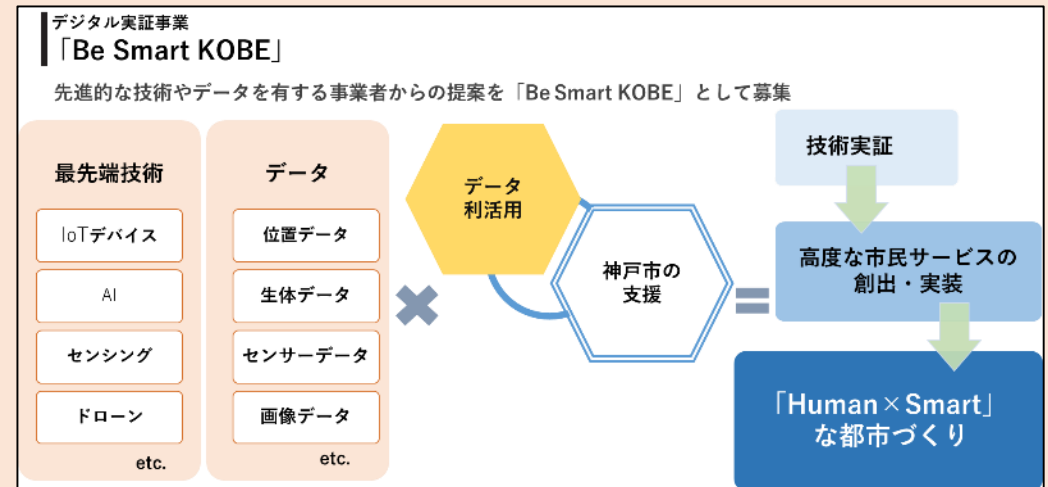 デジタル実証事業
「Be Smart KOBE」
先進的な技術やデータを有する事業者からの提案を「Be Smart KOBE」として募集
最先端技術
IoTデバイス
AI
センシング
ドローン
etc.
データ
位置データ
生体データ
センサーデータ
画像データ
etc.
×
データ
利活用
神戸市の
支援
=
技術実証
高度な市民サービスの
創出・実装
「Human×Smart」
な都市づくり